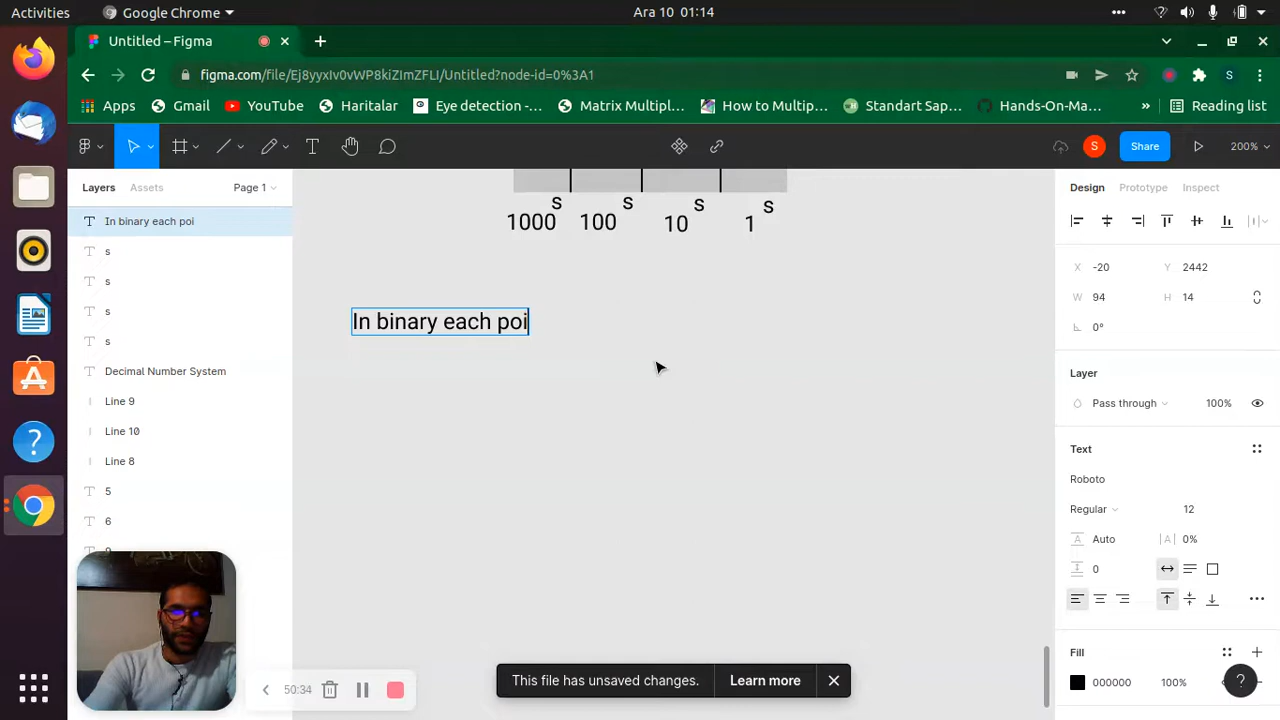 Activities
Google Chrome
Ara 10 01:14
Untitled – Figma
figma.com/file/Ej8yyxIv0vWP8kiZImZFLI/Untitled?node-id=0%3A1
S
Apps
Gmail
YouTube
Haritalar
Eye detection -...
Matrix Multipl...
How to Multip...
Standart Sap...
Hands-On-Ma...
»
Reading list
S
Share
200%
Layers
Assets
Page 1
In binary each poi
s
s
s
s
Decimal Number System
Line 9
Line 10
Line 8
5
6
1000 s
100 s
10 s
1 s
In binary each poi
Design
Prototype
Inspect
X -20
Y 2442
W 94
H 14
0°
Layer
Pass through
100%
Text
Roboto
Regular
12
Auto
0%
0
Fill
000000
100%
50:34
This file has unsaved changes.
Learn more
?